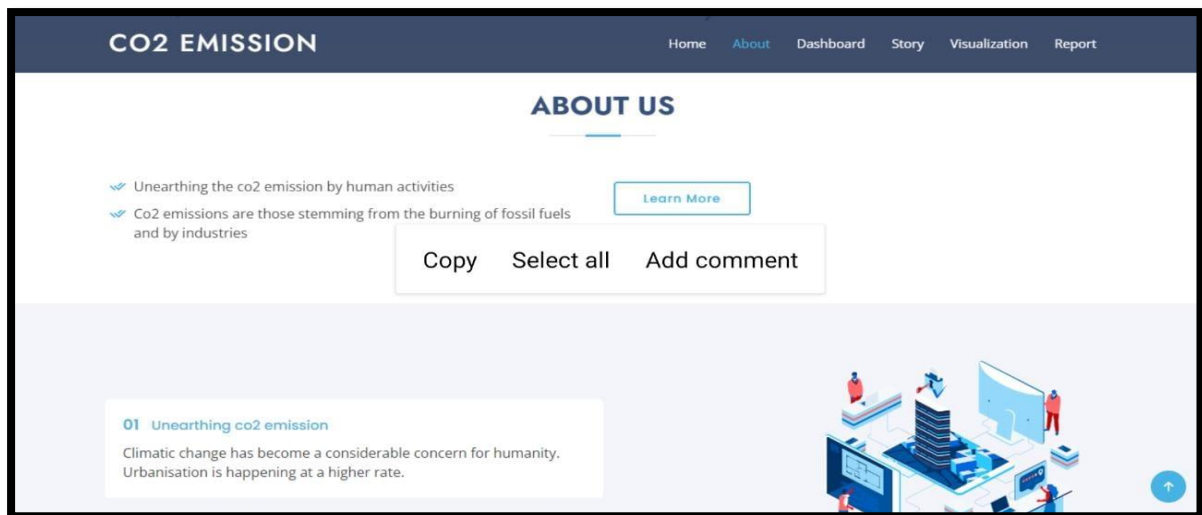 CO2 EMISSION
Home About Dashboard Story Visualization Report
ABOUT US
Unearthing the co2 emission by human activities
Co2 emissions are those stemming from the burning of fossil fuels
and by industries
Learn More
Copy Select all Add comment
01 Unearthing co2 emission
Climatic change has become a considerable concern for humanity.
Urbanisation is happening at a higher rate.